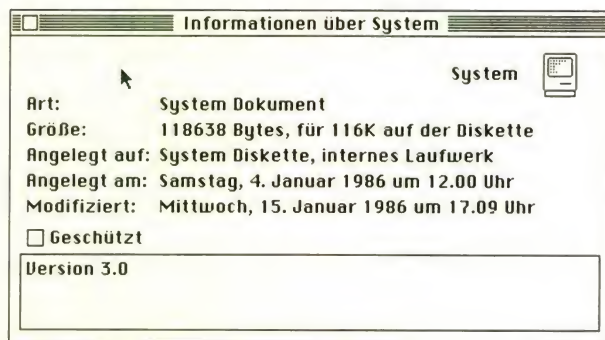 Informationen über System
System
Art: System Dokument
Größe: 118638 Bytes, für 116K auf der Diskette
Angelegt auf: System Diskette, internes Laufwerk
Angelegt am: Samstag, 4. Januar 1986 um 12.00 Uhr
Modifiziert: Mittwoch, 15. Januar 1986 um 17.09 Uhr
Geschützt
Version 3.0